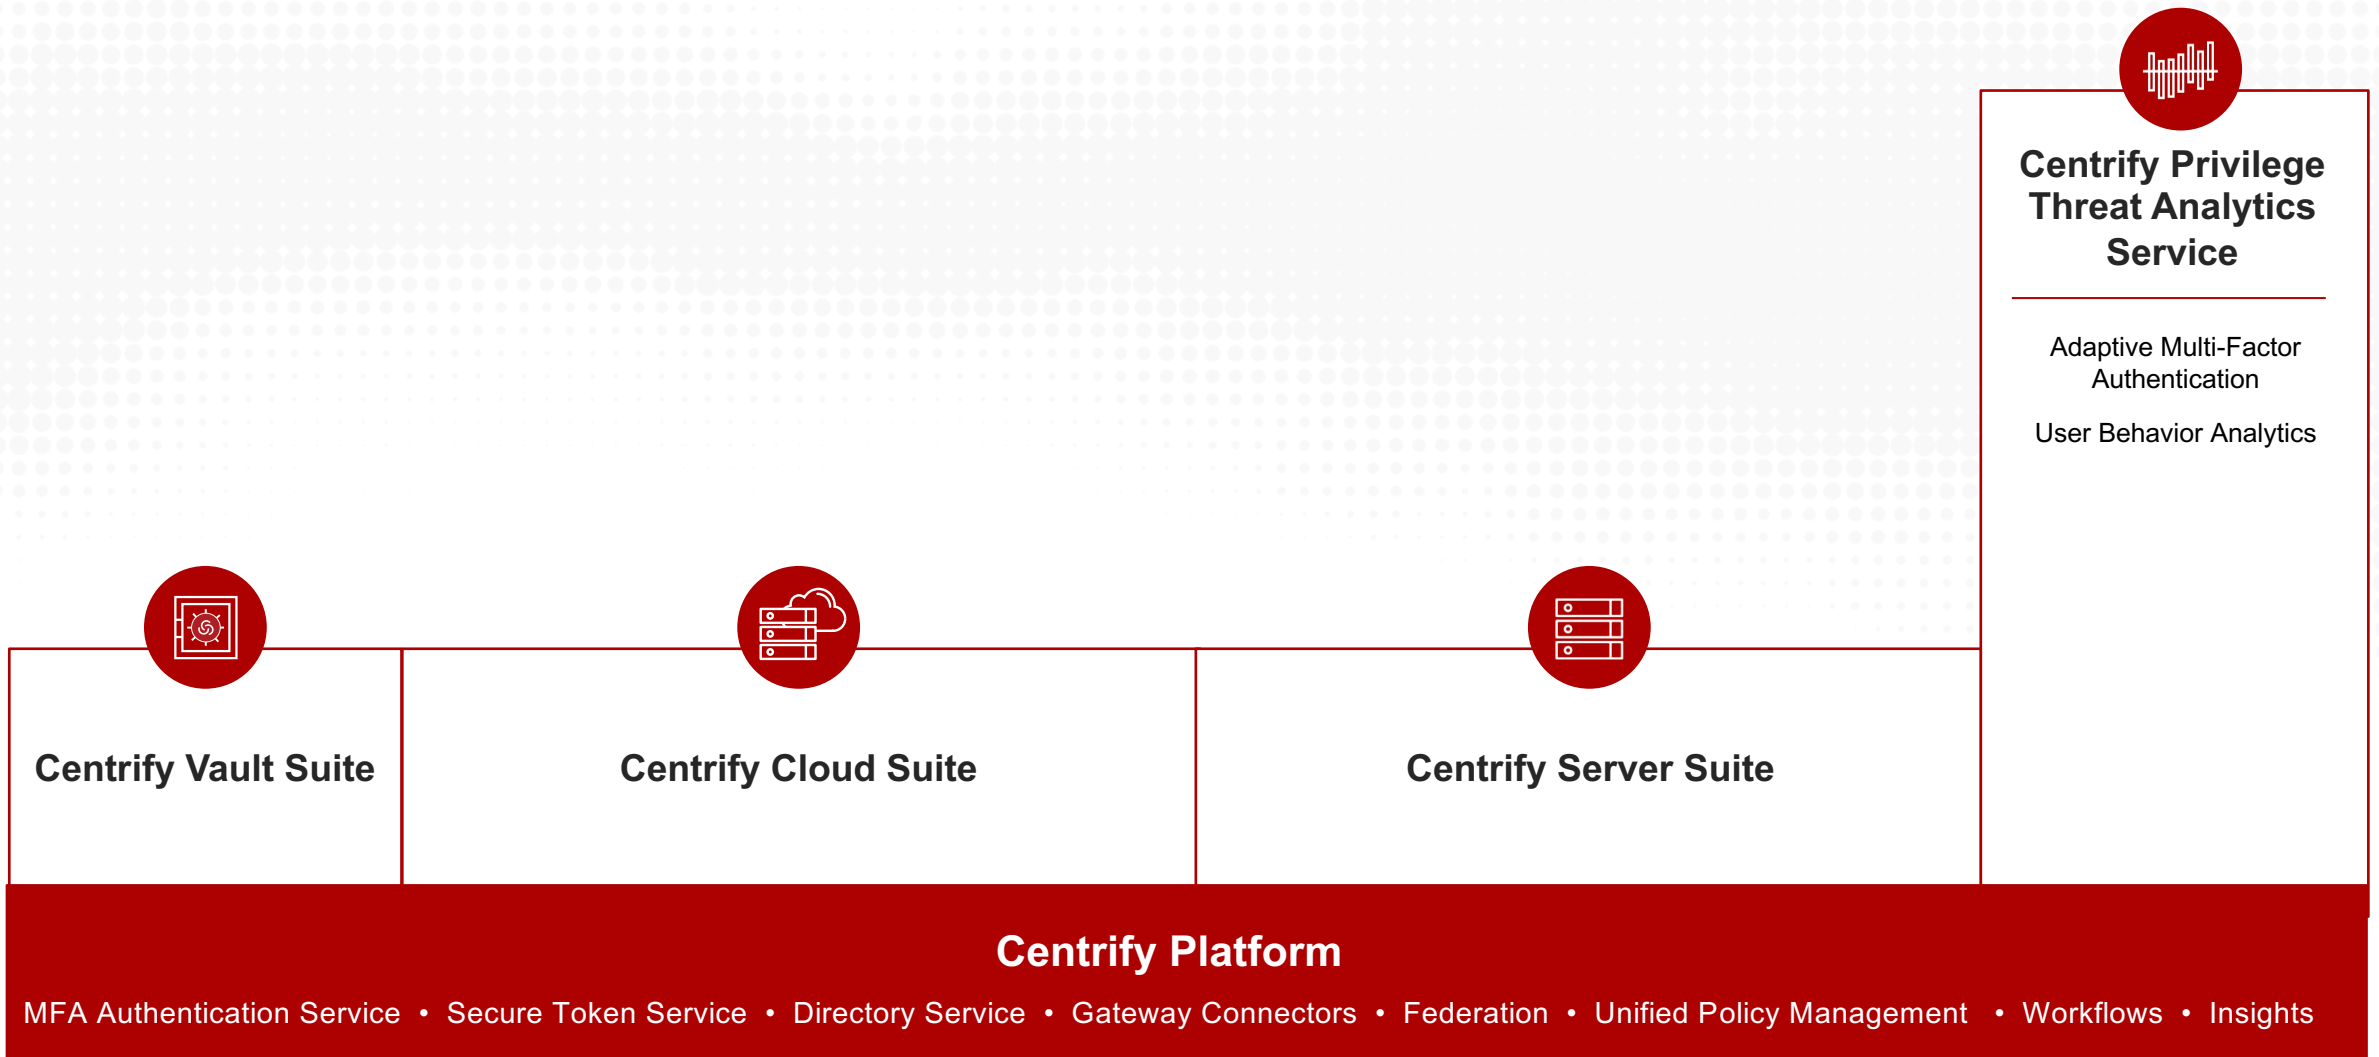 Centrify Privilege
Threat Analytics
Service
Adaptive Multi-Factor
Authentication
User Behavior Analytics
Centrify Vault Suite
Centrify Cloud Suite
Centrify Server Suite
Centrify Platform
MFA Authentication Service • Secure Token Service • Directory Service • Gateway Connectors • Federation • Unified Policy Management • Workflows • Insights